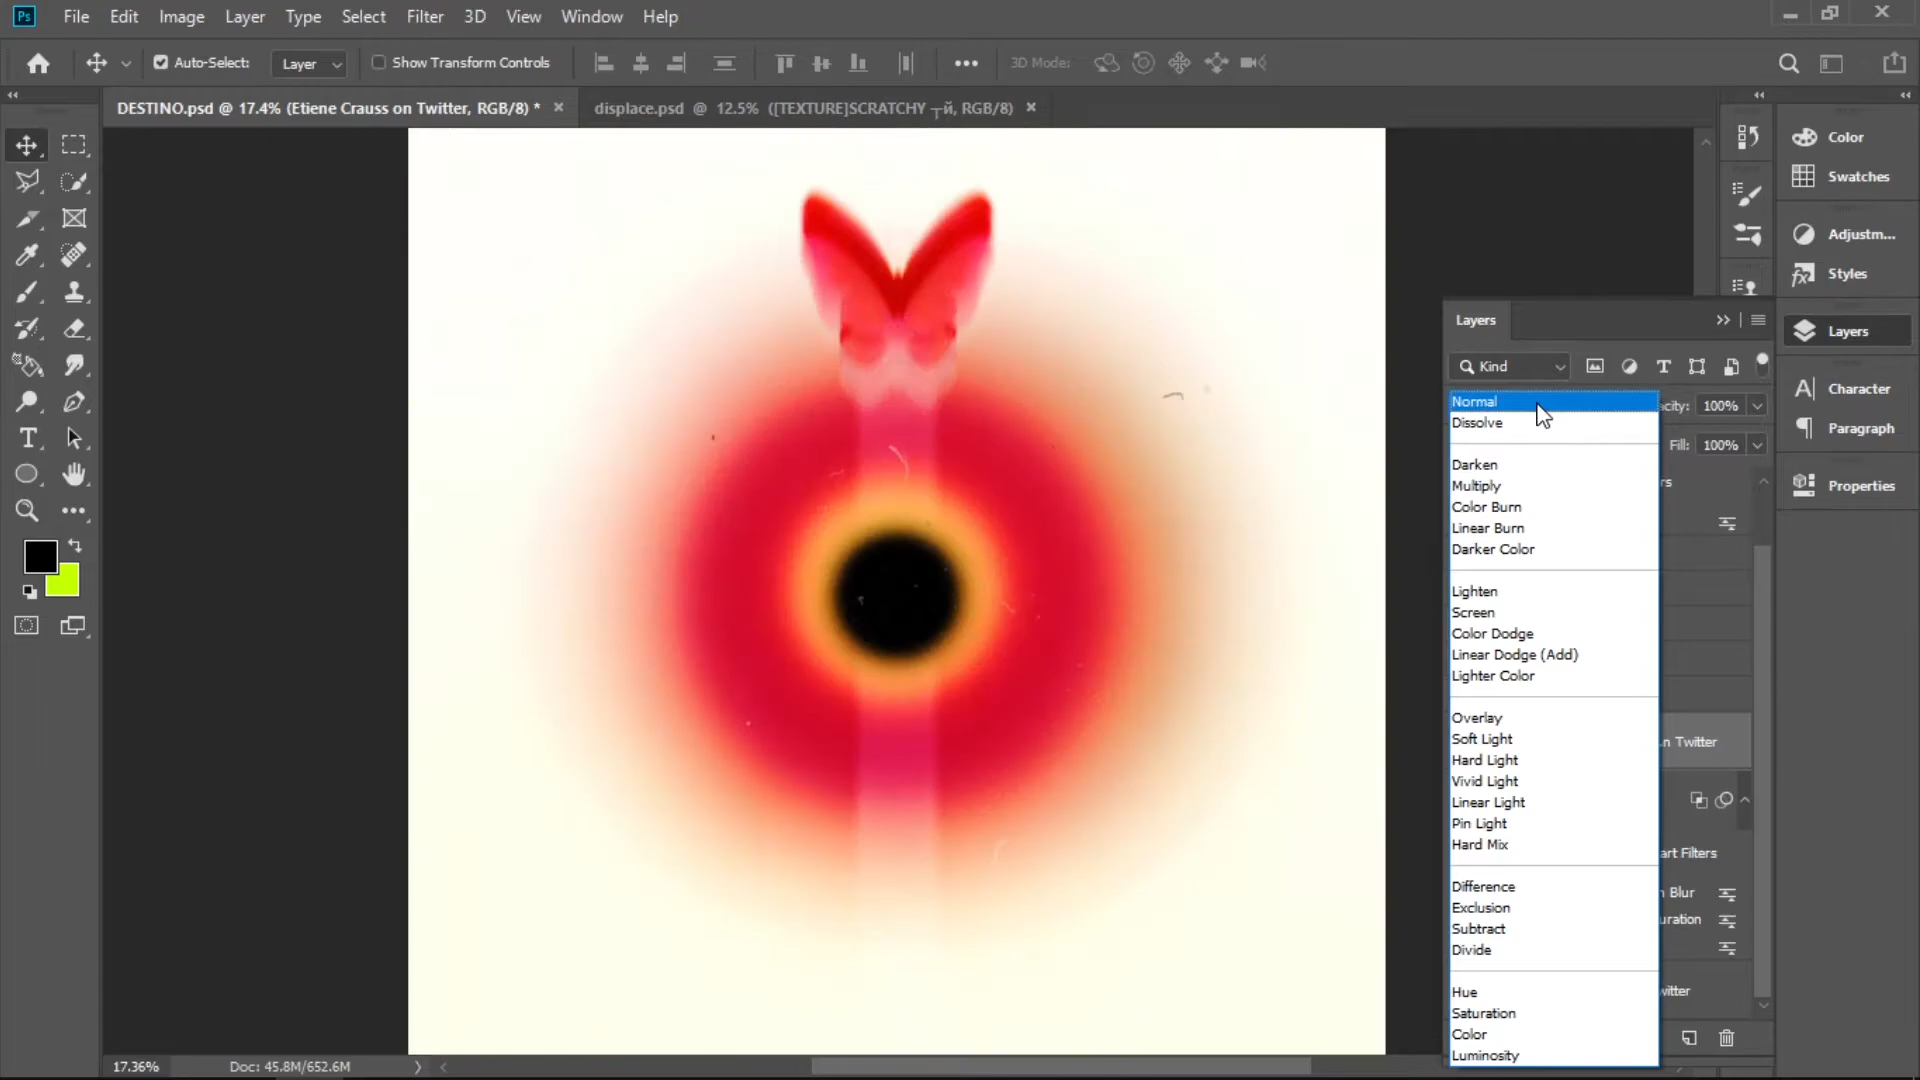 Ps File Edit Image Layer Type Select Filter 3D View Window Help
Auto-Select: Layer Show Transform Controls 3D Mode:
DESTINO.psd @ 17.4% (Etiene Crauss on Twitter, RGB/8) * displace.psd @ 12.5% ([TEXTURE]SCRATCHY ┬й, RGB/8)
Color
Swatches
Adjustm...
Styles
Layers
Character
Paragraph
Properties
Layers
Kind
Normal
Dissolve
Darken
Multiply
Color Burn
Linear Burn
Darker Color
Lighten
Screen
Color Dodge
Linear Dodge (Add)
Lighter Color
Overlay
Soft Light
Hard Light
Vivid Light
Linear Light
Pin Light
Hard Mix
Difference
Exclusion
Subtract
Divide
Hue
Saturation
Color
Luminosity
acity: 100%
Fill: 100%
rs
n Twitter
art Filters
n Blur
uration
witter
17.36% Doc: 45.8M/652.6M